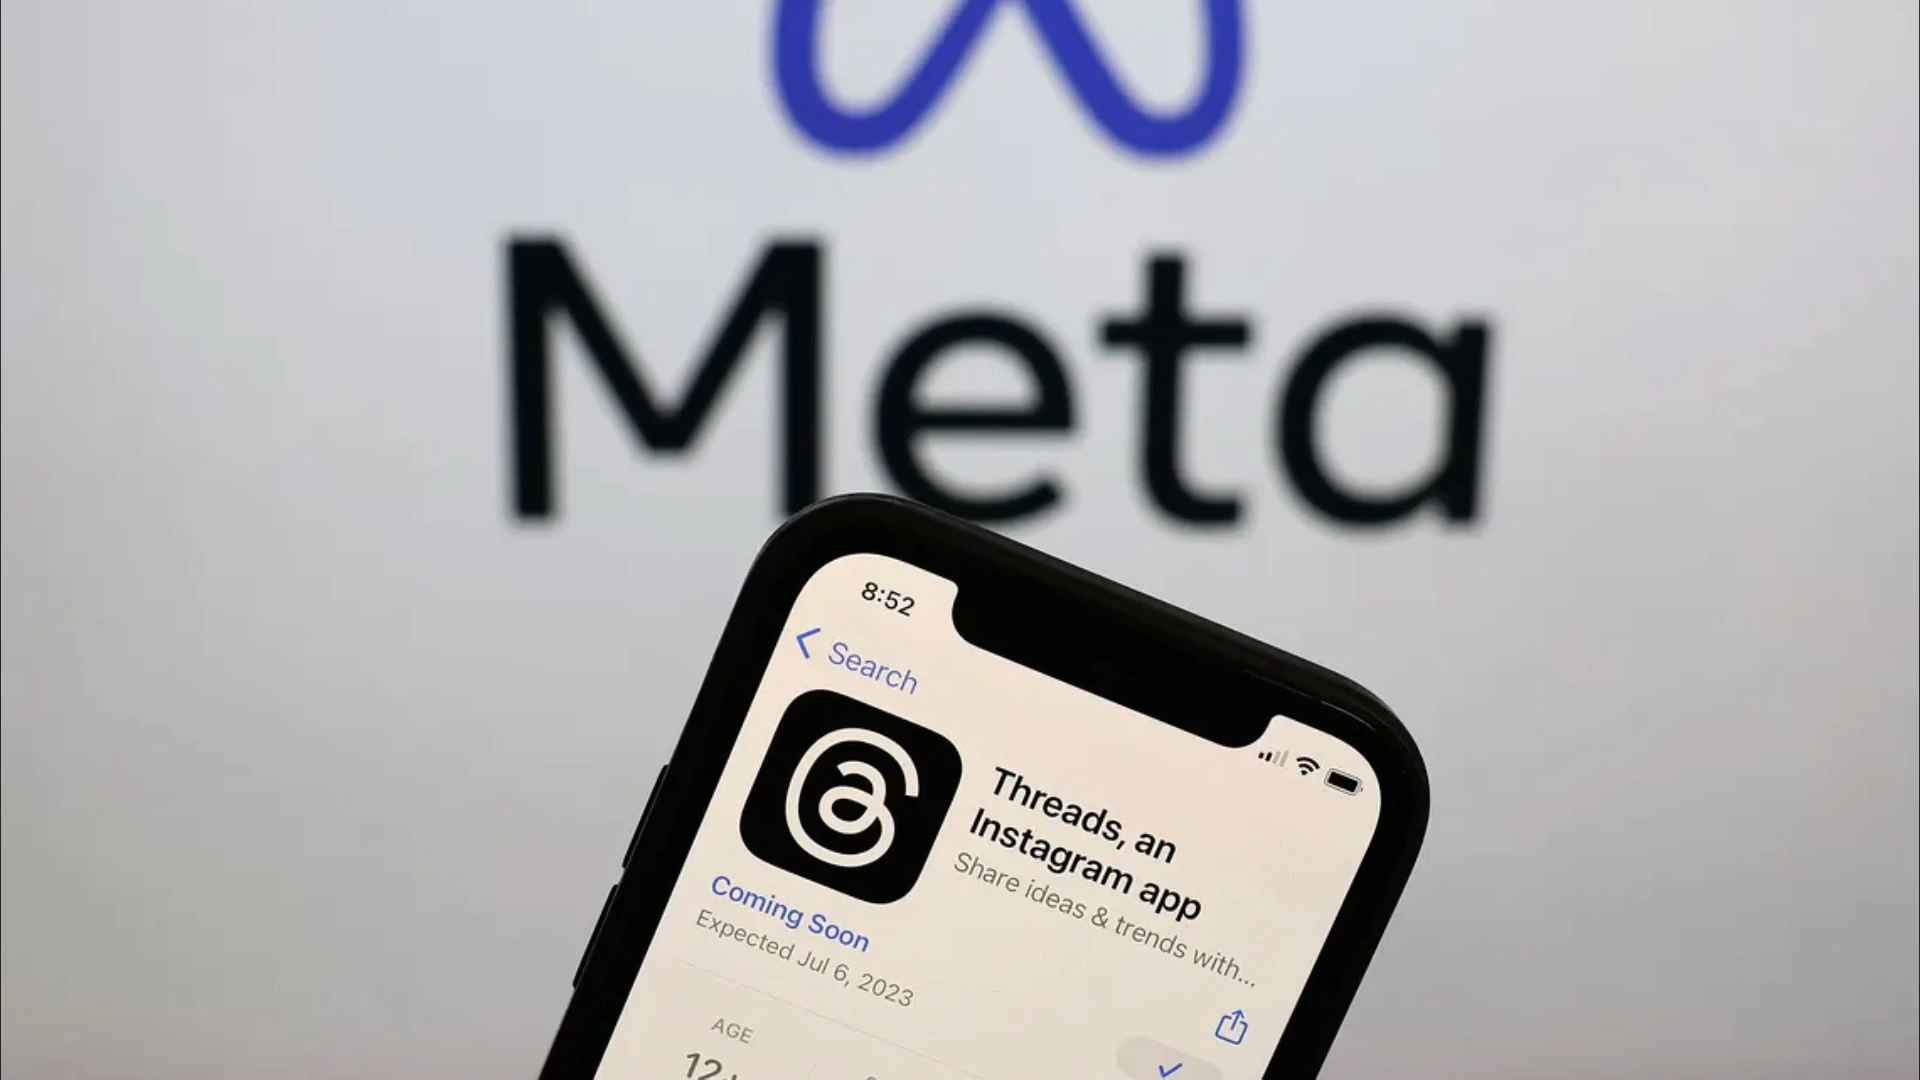 Meta
8:52
Search
Threads, an
Instagram app
Share ideas & trends with...
Coming Soon
Expected Jul 6, 2023
AGE
12+